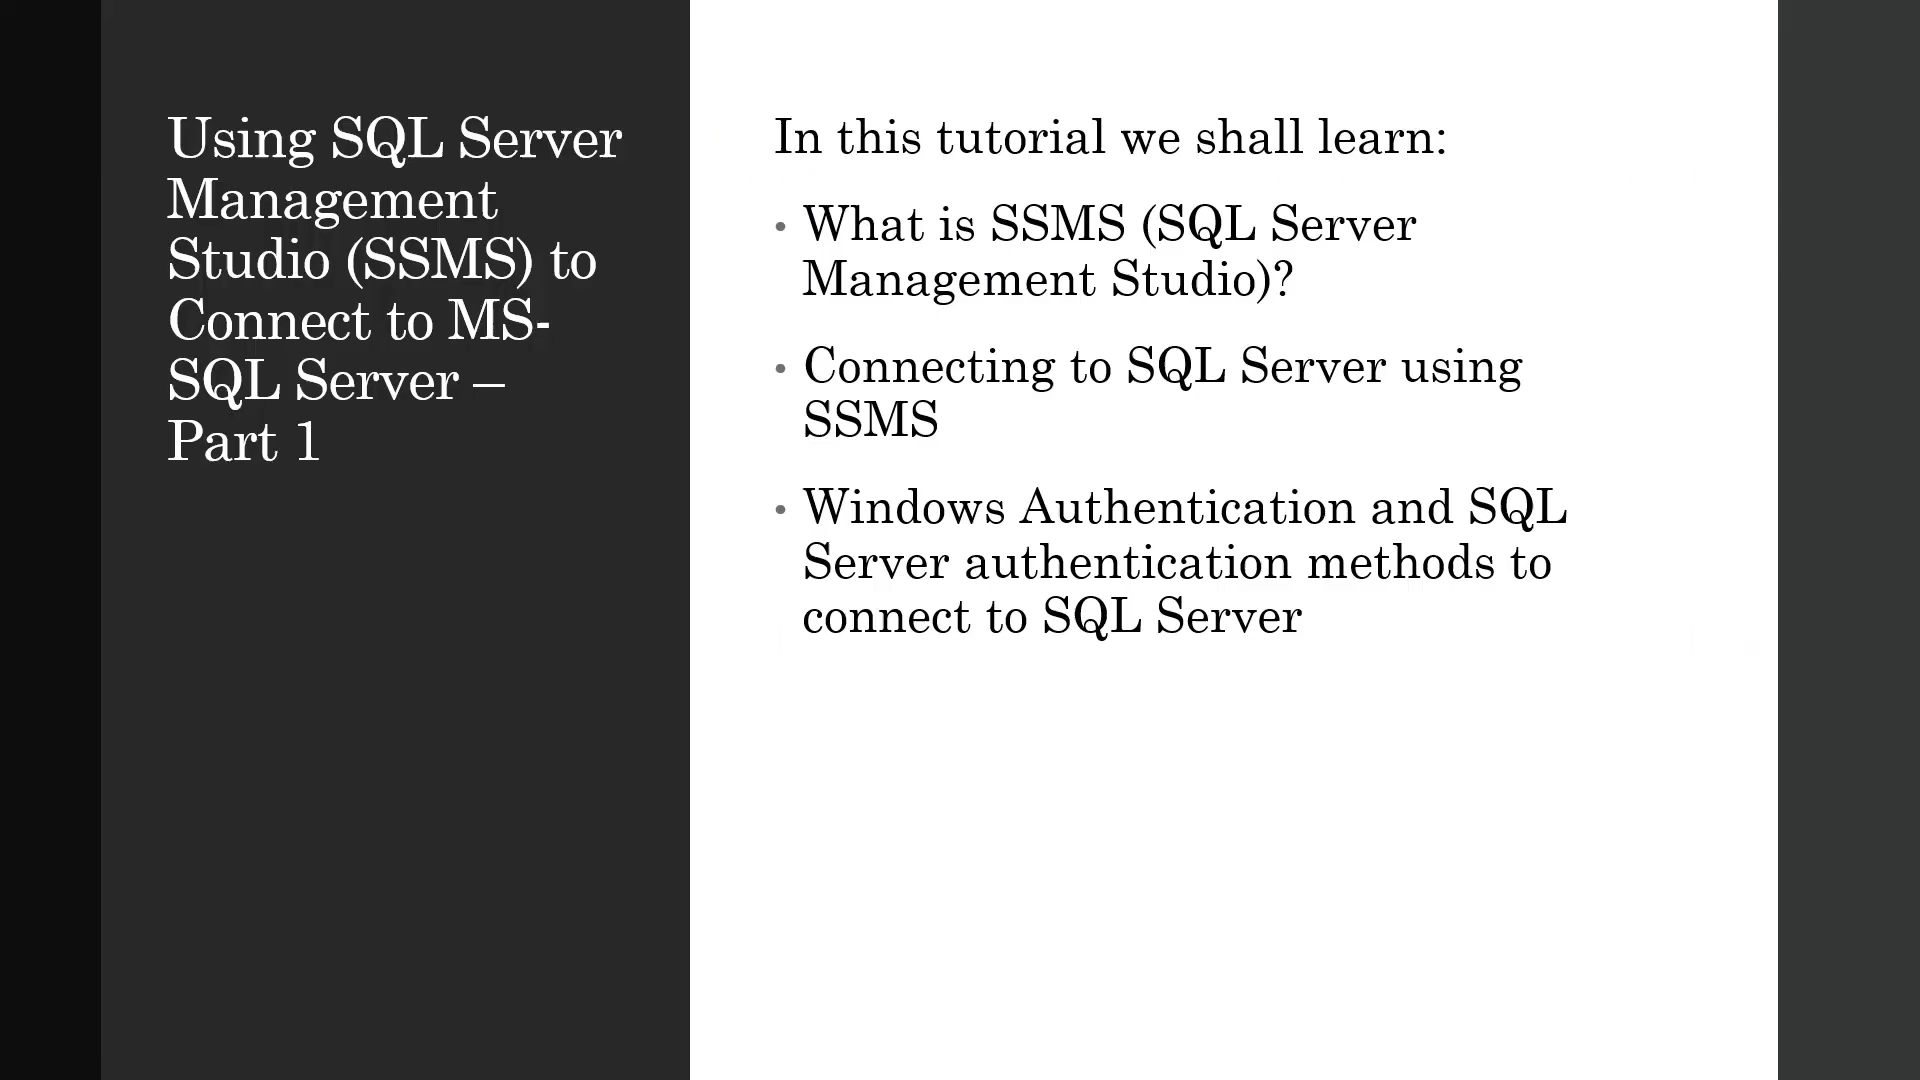 Using SQL Server
Management
Studio (SSMS) to
Connect to MS-
SQL Server –
Part 1
In this tutorial we shall learn:
• What is SSMS (SQL Server
Management Studio)?
• Connecting to SQL Server using
SSMS
• Windows Authentication and SQL
Server authentication methods to
connect to SQL Server